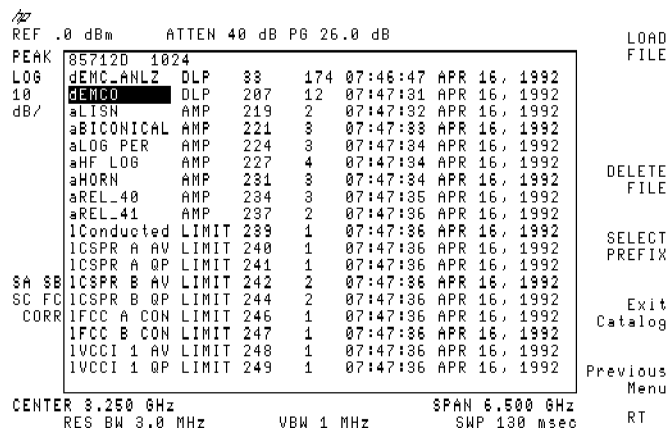 hp
REF .0 dBm ATTEN 40 dB PG 26.0 dB
PEAK
LOG
10
dB/
85712D 1024
dEMC_ANLZ DLP 33 174 07:46:47 APR 16, 1992
dEMCO DLP 207 12 07:47:31 APR 16, 1992
aLISN AMP 219 2 07:47:32 APR 16, 1992
aBICONICAL AMP 221 3 07:47:33 APR 16, 1992
aLOG PER AMP 224 3 07:47:34 APR 16, 1992
aHF LOG AMP 227 4 07:47:34 APR 16, 1992
aHORN AMP 231 3 07:47:34 APR 16, 1992
aREL_40 AMP 234 3 07:47:35 APR 16, 1992
aREL_41 AMP 237 2 07:47:36 APR 16, 1992
lConducted LIMIT 239 1 07:47:36 APR 16, 1992
lCSPR A AV LIMIT 240 1 07:47:36 APR 16, 1992
lCSPR A QP LIMIT 241 1 07:47:36 APR 16, 1992
lCSPR B AV LIMIT 242 2 07:47:36 APR 16, 1992
lCSPR B QP LIMIT 244 2 07:47:36 APR 16, 1992
lFCC A CON LIMIT 246 1 07:47:36 APR 16, 1992
lFCC B CON LIMIT 247 1 07:47:36 APR 16, 1992
lVCCI 1 AV LIMIT 248 1 07:47:36 APR 16, 1992
lVCCI 1 QP LIMIT 249 1 07:47:36 APR 16, 1992
SA SB
SC FC
CORR
CENTER 3.250 GHz SPAN 6.500 GHz
RES BW 3.0 MHz VBW 1 MHz SWP 130 msec
LOAD
FILE
DELETE
FILE
SELECT
PREFIX
Exit
Catalog
Previous
Menu
RT